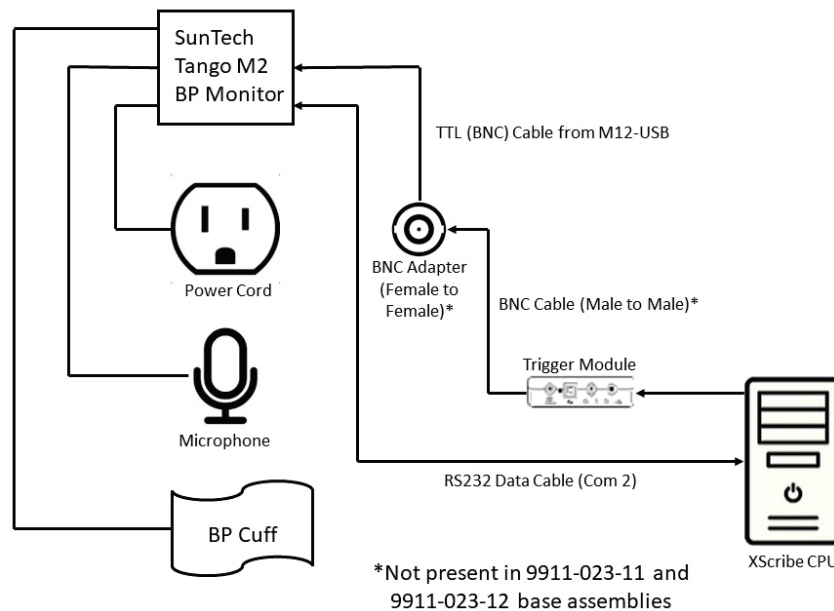 SunTech
Tango M2
BP Monitor
TTL (BNC) Cable from M12-USB
BNC Adapter
(Female to
Female)*
Power Cord
BNC Cable (Male to Male)*
Trigger Module
Microphone
RS232 Data Cable (Com 2)
BP Cuff
XScribe CPU
*Not present in 9911-023-11 and
9911-023-12 base assemblies